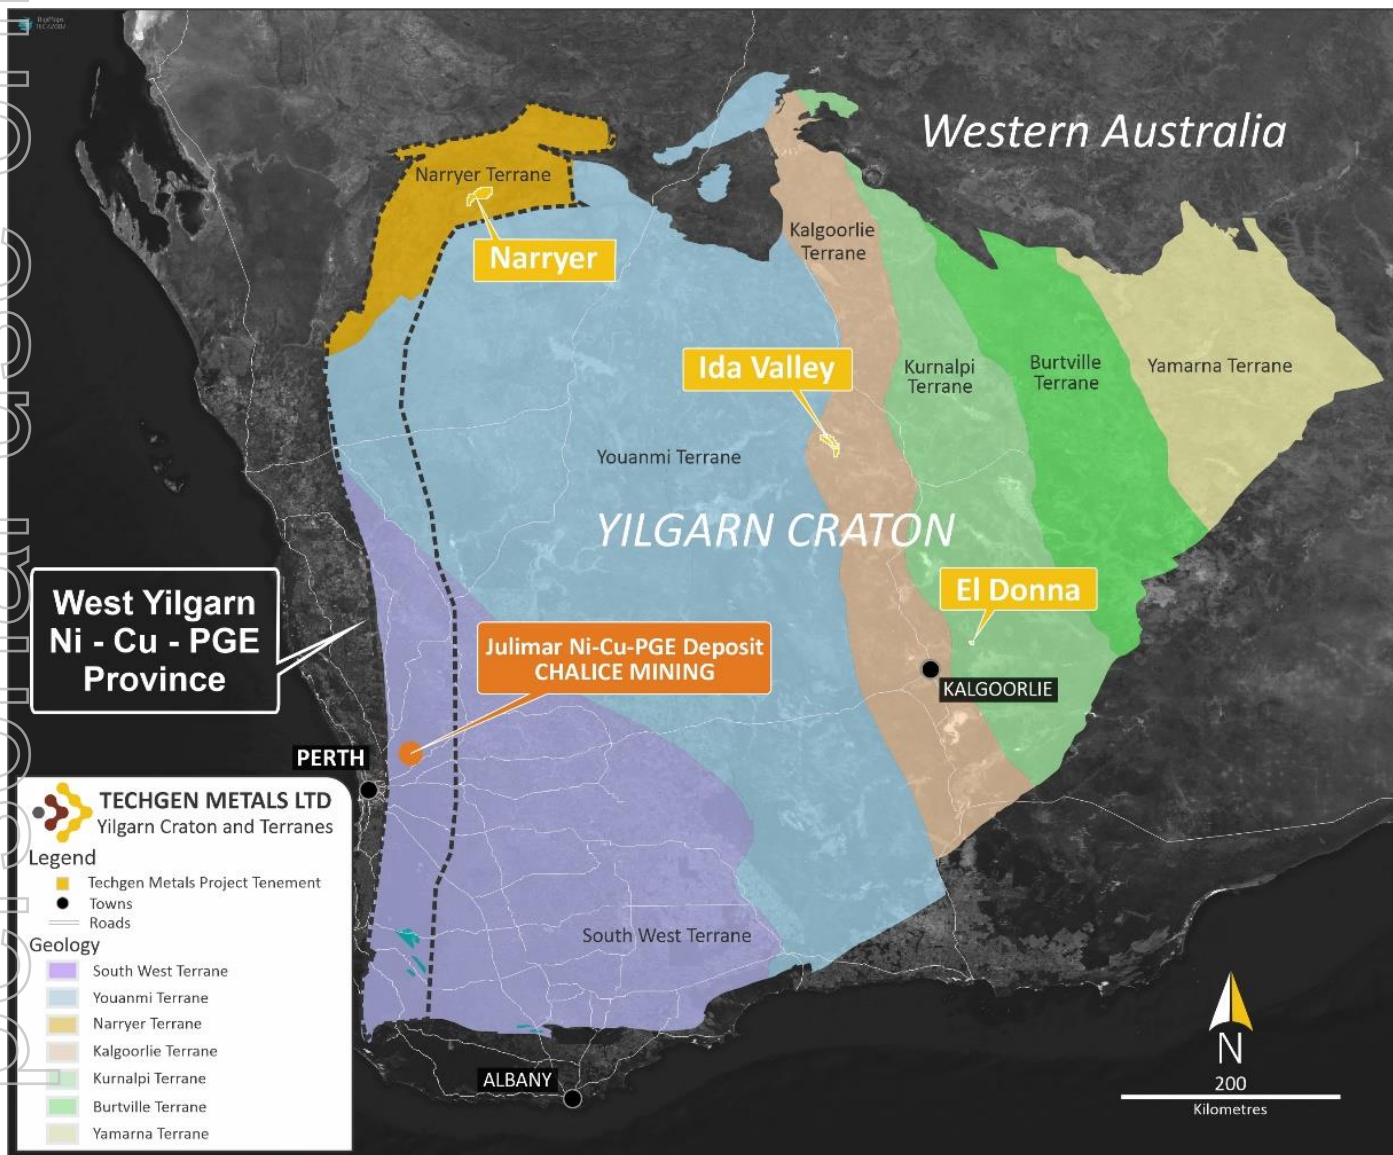 Western Australia
Narryer Terrane
Narryer
Kalgoorlie
Terrane
Ida Valley
Kurnalpi
Terrane
Burtville
Terrane
Yamarna Terrane
Youanmi Terrane
YILGARN CRATON
El Donna
West Yilgarn
Ni - Cu - PGE
Province
Julimar Ni-Cu-PGE Deposit
CHALICE MINING
KALGOORLIE
PERTH
South West Terrane
ALBANY
TECHGEN METALS LTD
Yilgarn Craton and Terranes
Legend
Techgen Metals Project Tenement
Towns
Roads
Geology
South West Terrane
Youanmi Terrane
Narryer Terrane
Kalgoorlie Terrane
Kurnalpi Terrane
Burtville Terrane
Yamarna Terrane
N
200
Kilometres